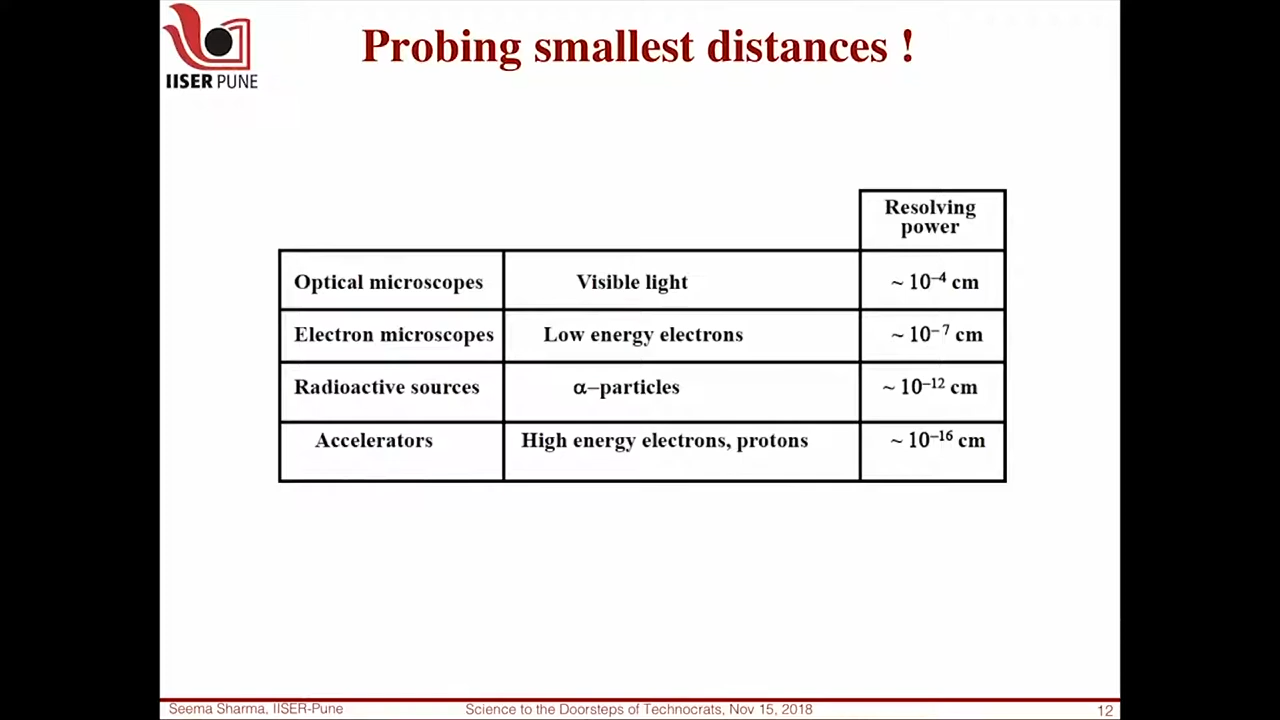 Probing smallest distances !
IISER PUNE
Resolving
power
Optical microscopes Visible light ~ 10⁻⁴ cm
Electron microscopes Low energy electrons ~ 10⁻⁷ cm
Radioactive sources α–particles ~ 10⁻¹² cm
Accelerators High energy electrons, protons ~ 10⁻¹⁶ cm
Seema Sharma, IISER-Pune Science to the Doorsteps of Technocrats, Nov 15, 2018 12